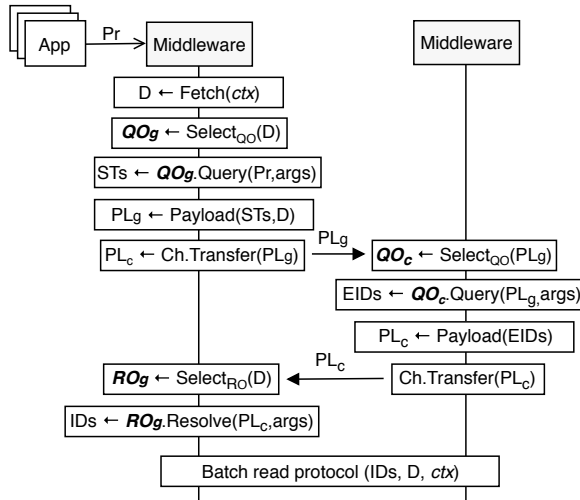 App
Pr
Middleware
Middleware
D ← Fetch(ctx)
QOg ← SelectQO(D)
STs ← QOg.Query(Pr,args)
PLg ← Payload(STs,D)
PLc ← Ch.Transfer(PLg)
PLg
QOc ← SelectQO(PLg)
EIDs ← QOc.Query(PLg,args)
PLc ← Payload(EIDs)
ROg ← SelectRO(D)
PLc
Ch.Transfer(PLc)
IDs ← ROg.Resolve(PLc,args)
Batch read protocol (IDs, D, ctx)